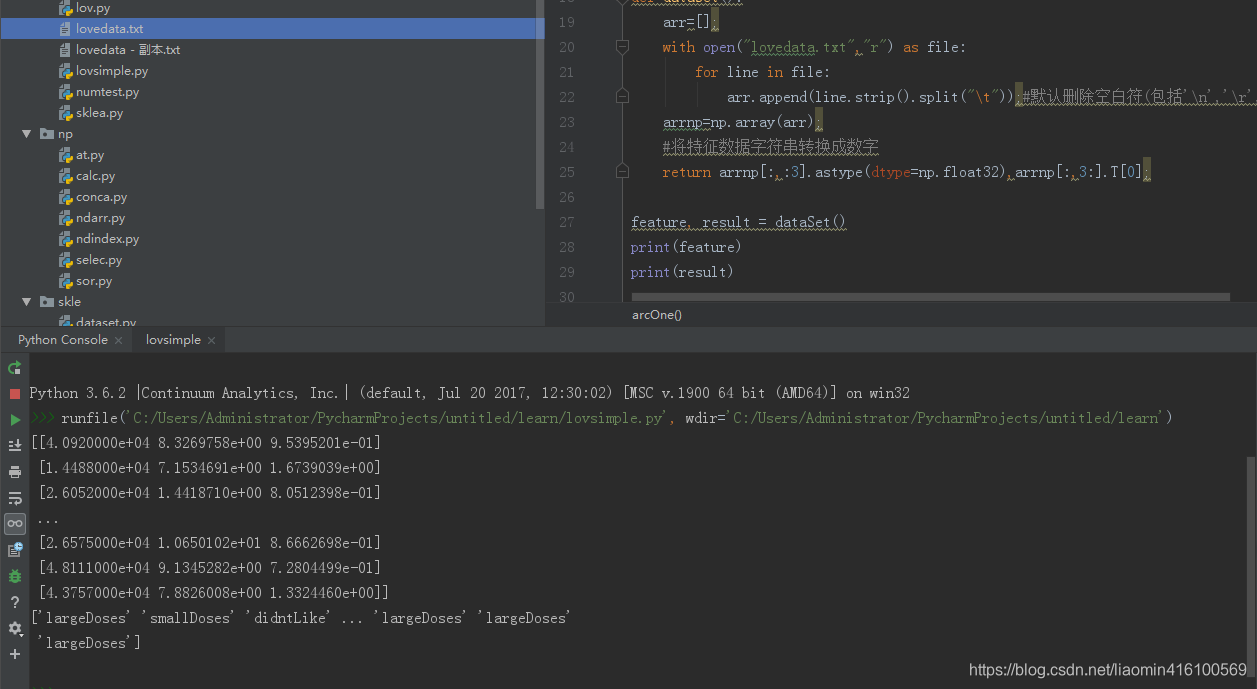 lov.py
lovedata.txt
lovedata - 副本.txt
lovsimple.py
numtest.py
sklea.py
np
at.py
calc.py
conca.py
ndarr.py
ndindex.py
selec.py
sor.py
skle
dataset.py
19 arr=[];
20 with open("lovedata.txt","r") as file:
21 for line in file:
22 arr.append(line.strip().split("\t"));#默认删除空白符(包括'\n','\r',
23 arrnp=np.array(arr);
24 #将特征数据字符串转换成数字
25 return arrnp[:,:3].astype(dtype=np.float32),arrnp[:,3:].T[0];
26
27 feature, result = dataSet()
28 print(feature)
29 print(result)
30
arcOne()
Python Console lovsimple
Python 3.6.2 |Continuum Analytics, Inc.| (default, Jul 20 2017, 12:30:02) [MSC v.1900 64 bit (AMD64)] on win32
>>> runfile('C:/Users/Administrator/PycharmProjects/untitled/learn/lovsimple.py', wdir='C:/Users/Administrator/PycharmProjects/untitled/learn')
[[4.0920000e+04 8.3269758e+00 9.5395201e-01]
[1.4488000e+04 7.1534691e+00 1.6739039e+00]
[2.6052000e+04 1.4418710e+00 8.0512398e-01]
...
[2.6575000e+04 1.0650102e+01 8.6662698e-01]
[4.8111000e+04 9.1345282e+00 7.2804499e-01]
[4.3757000e+04 7.8826008e+00 1.3324460e+00]]
['largeDoses' 'smallDoses' 'didntLike' ... 'largeDoses' 'largeDoses'
'largeDoses']
https://blog.csdn.net/liaomin416100569